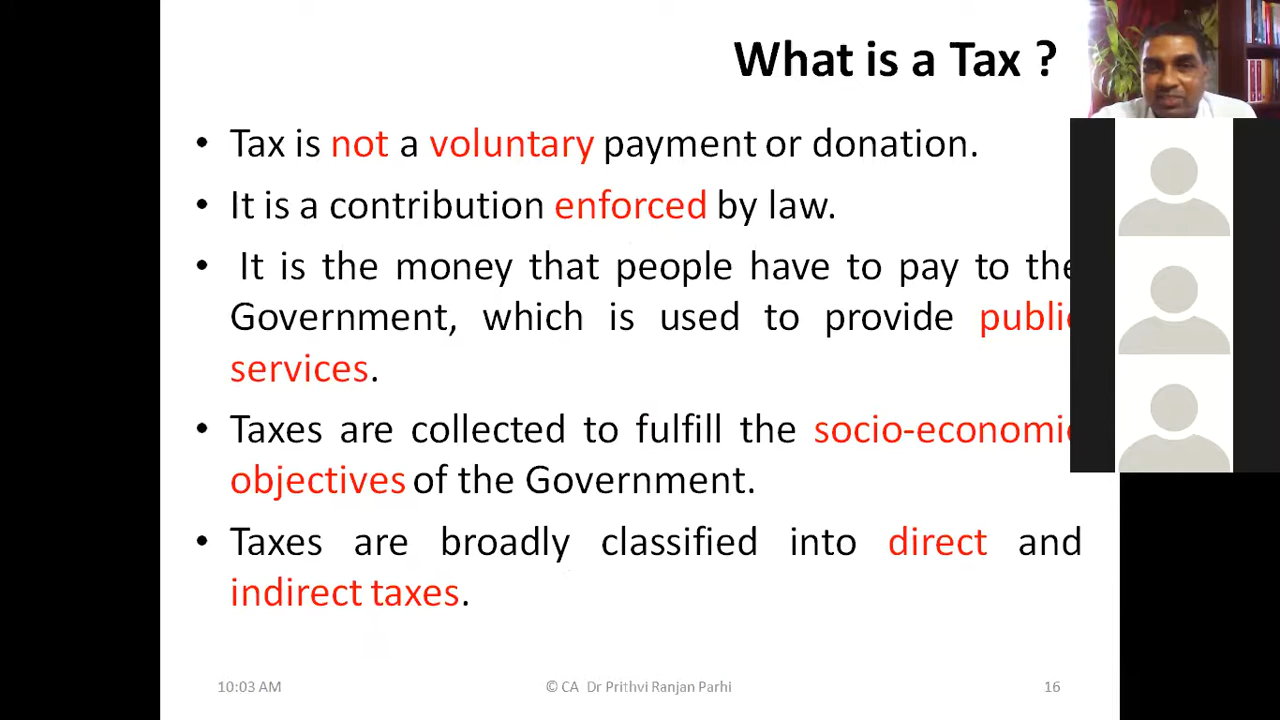 What is a Tax ?
• Tax is not a voluntary payment or donation.
• It is a contribution enforced by law.
• It is the money that people have to pay to the
Government, which is used to provide public
services.
• Taxes are collected to fulfill the socio-economic
objectives of the Government.
• Taxes are broadly classified into direct and
indirect taxes.
10:03 AM © CA Dr Prithvi Ranjan Parhi 16